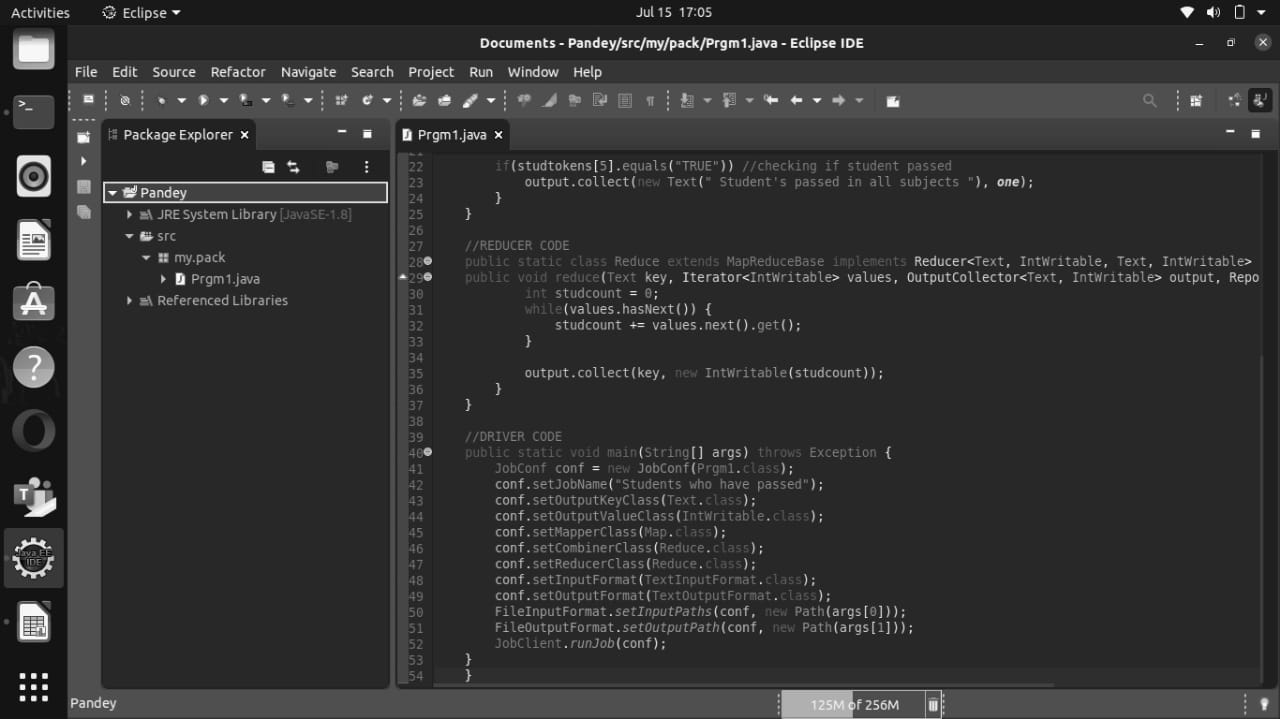 Activities Eclipse Jul 15 17:05
Documents - Pandey/src/my/pack/Prgm1.java - Eclipse IDE
File Edit Source Refactor Navigate Search Project Run Window Help
Package Explorer
Pandey
JRE System Library [JavaSE-1.8]
src
my.pack
Prgm1.java
Referenced Libraries
Prgm1.java
22 if(studtokens[5].equals("TRUE")) //checking if student passed
23 output.collect(new Text(" Student's passed in all subjects "), one);
24 }
25 }
26
27 //REDUCER CODE
28 public static class Reduce extends MapReduceBase implements Reducer<Text, IntWritable, Text, IntWritable>
29 public void reduce(Text key, Iterator<IntWritable> values, OutputCollector<Text, IntWritable> output, Repo
30 int studcount = 0;
31 while(values.hasNext()) {
32 studcount += values.next().get();
33 }
34
35 output.collect(key, new IntWritable(studcount));
36 }
37 }
38
39 //DRIVER CODE
40 public static void main(String[] args) throws Exception {
41 JobConf conf = new JobConf(Prgm1.class);
42 conf.setJobName("Students who have passed");
43 conf.setOutputKeyClass(Text.class);
44 conf.setOutputValueClass(IntWritable.class);
45 conf.setMapperClass(Map.class);
46 conf.setCombinerClass(Reduce.class);
47 conf.setReducerClass(Reduce.class);
48 conf.setInputFormat(TextInputFormat.class);
49 conf.setOutputFormat(TextOutputFormat.class);
50 FileInputFormat.setInputPaths(conf, new Path(args[0]));
51 FileOutputFormat.setOutputPath(conf, new Path(args[1]));
52 JobClient.runJob(conf);
53 }
54 }
Java EE
IDE
Pandey
125M of 256M